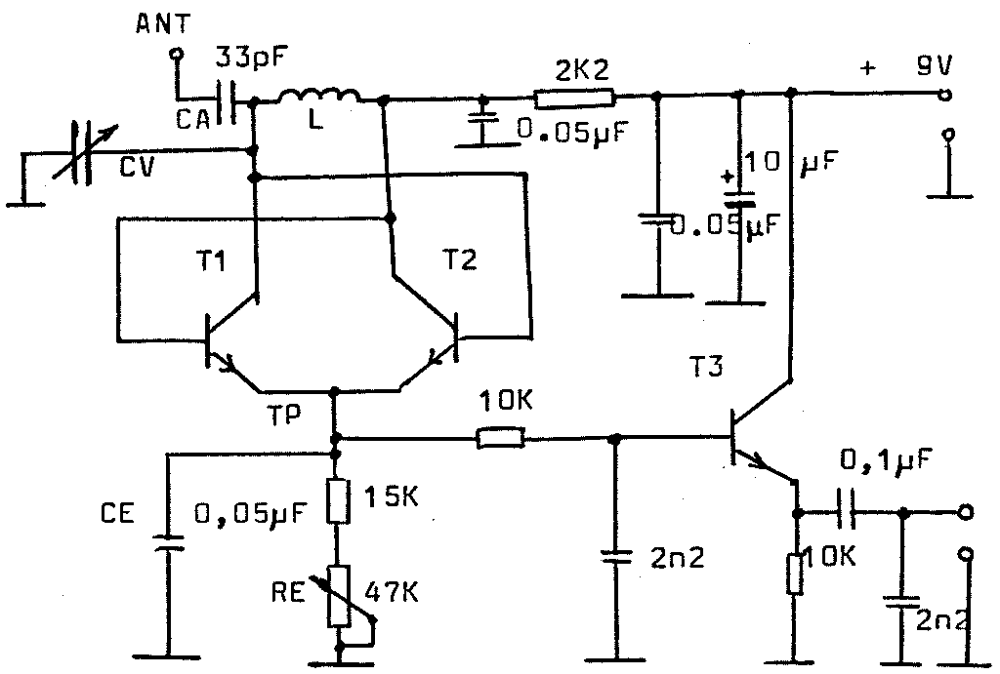 ANT
33pF
CA
L
2K2
+ 9V
0.05µF
CV
+
10 µF
0.05µF
T1
T2
T3
TP
10K
CE
0,05µF
15K
0,1µF
RE
47K
2n2
10K
2n2